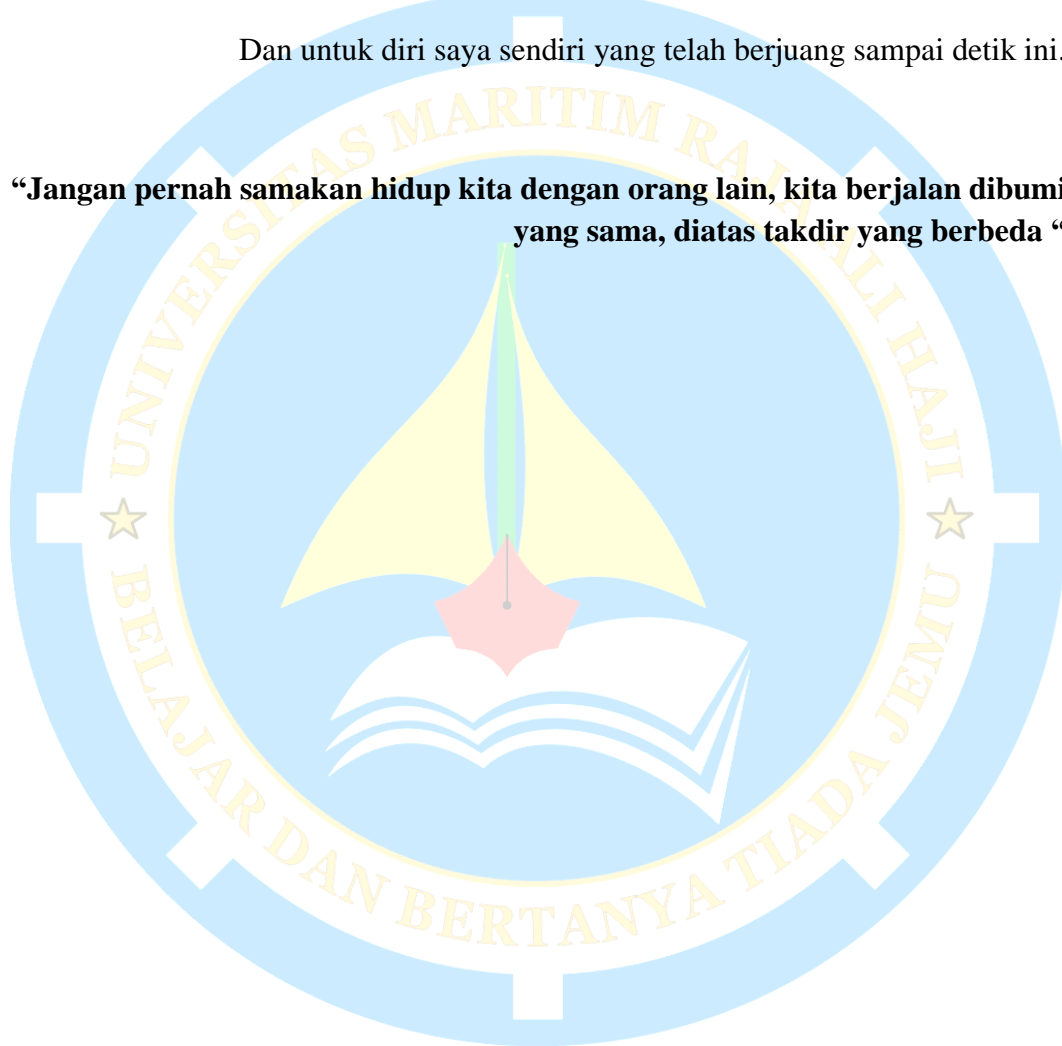 Dan untuk diri saya sendiri yang telah berjuang sampai detik ini.
“Jangan pernah samakan hidup kita dengan orang lain, kita berjalan dibumi
yang sama, diatas takdir yang berbeda “
UNIVERSITAS MARITIM RAJA ALI HAJI
BELAJAR DAN BERTANYA TIADA JEMU